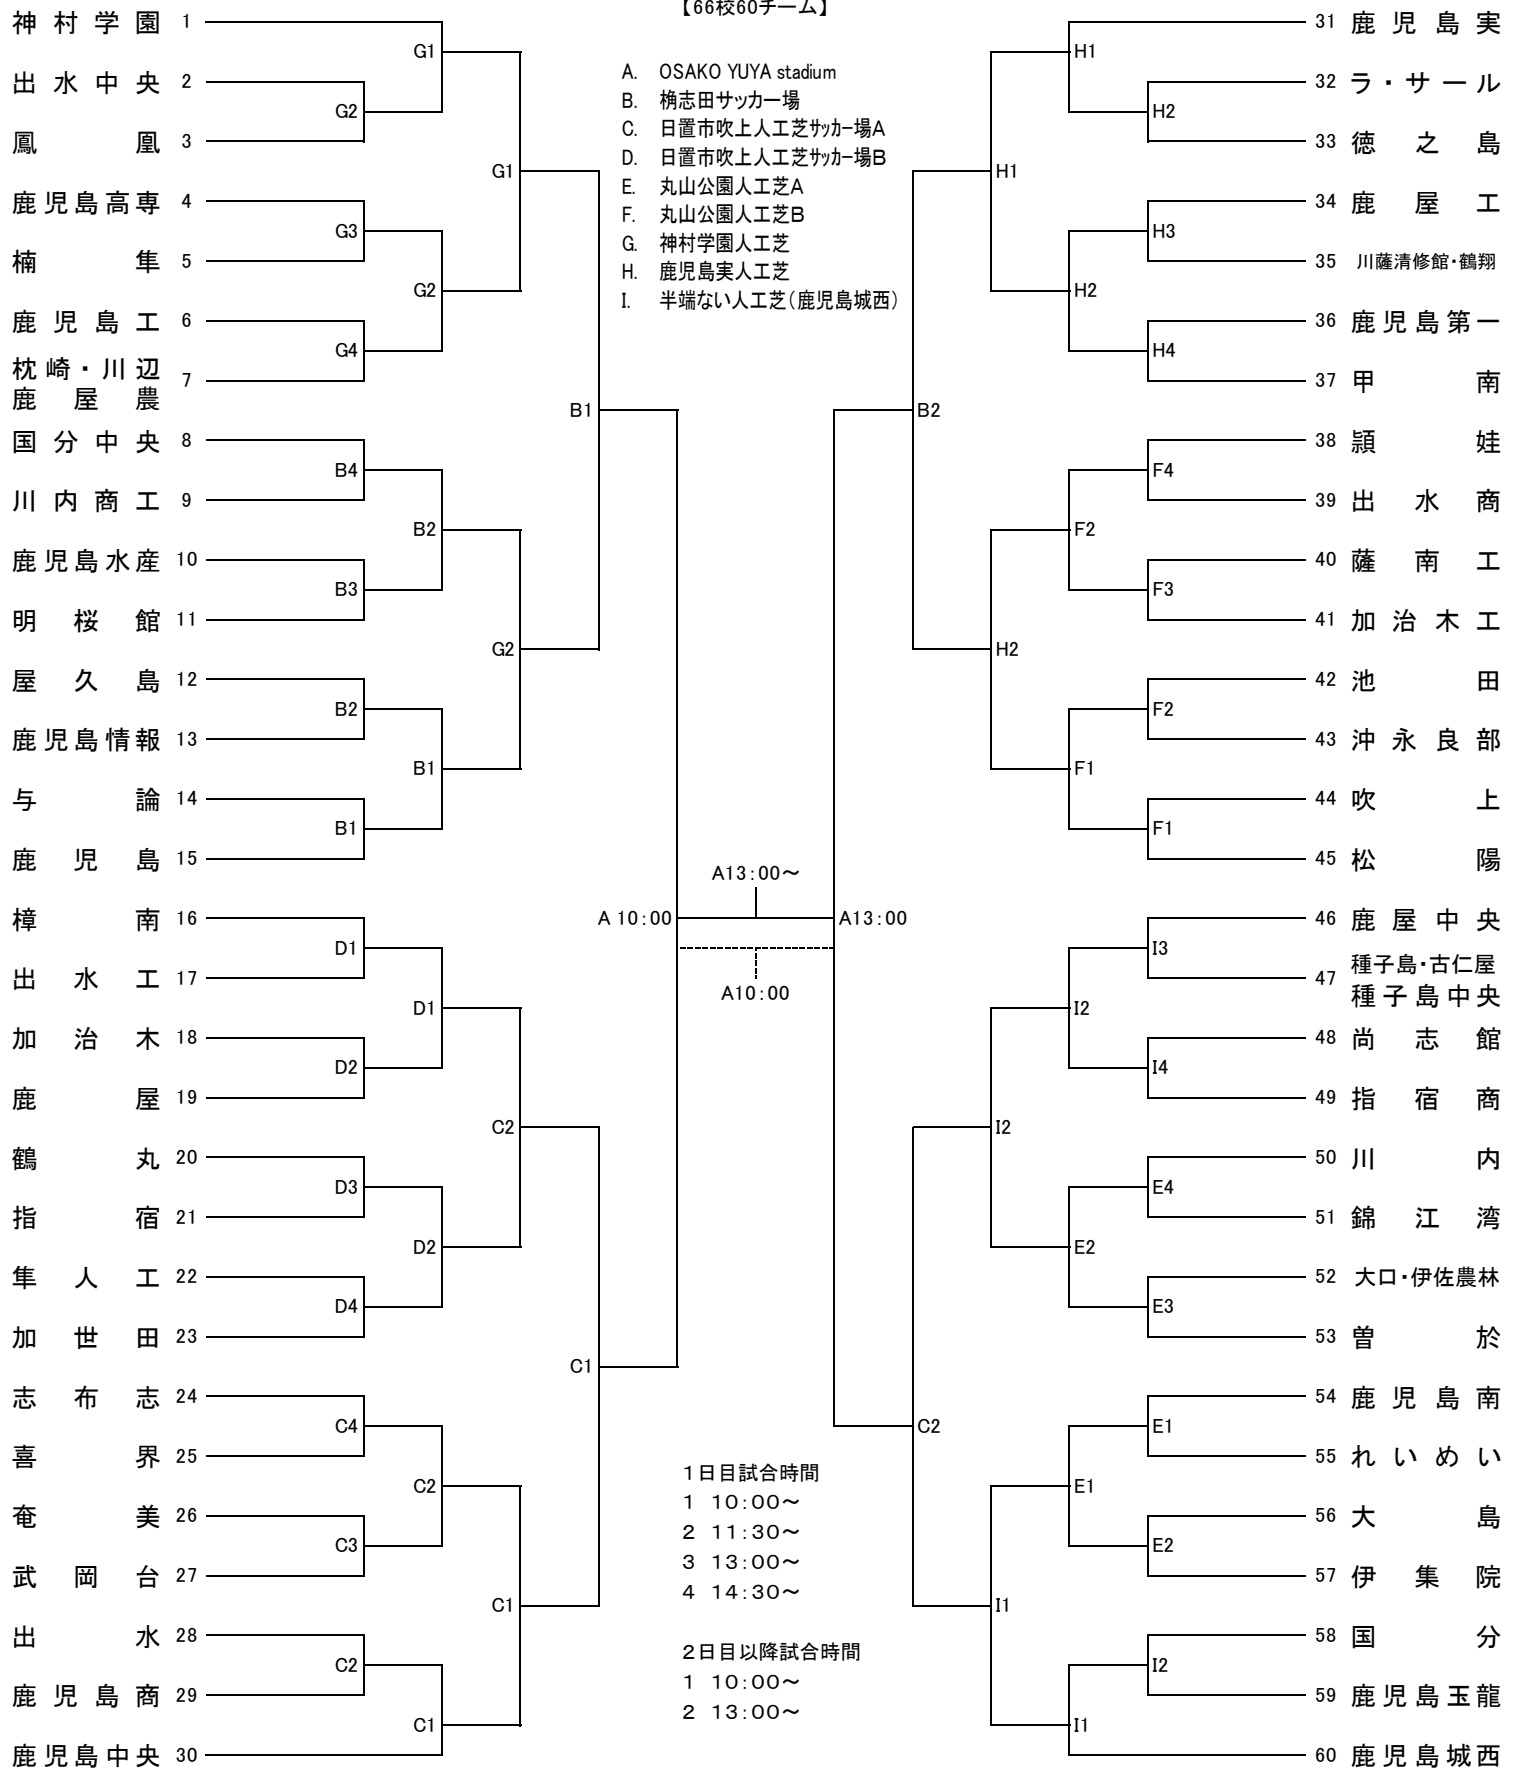 【66校60チーム】
A. OSAKO YUYA stadium
B. 桷志田サッカー場
C. 日置市吹上人工芝サッカー場A
D. 日置市吹上人工芝サッカー場B
E. 丸山公園人工芝A
F. 丸山公園人工芝B
G. 神村学園人工芝
H. 鹿児島実人工芝
I. 半端ない人工芝(鹿児島城西)
神村学園 1
出水中央 2
鳳凰 3
鹿児島高専 4
楠隼 5
鹿児島工 6
枕崎・川辺
鹿屋農 7
国分中央 8
川内商工 9
鹿児島水産 10
明桜館 11
屋久島 12
鹿児島情報 13
与論 14
鹿児島 15
樟南 16
出水工 17
加治木 18
鹿屋 19
鶴丸 20
指宿 21
隼人工 22
加世田 23
志布志 24
喜界 25
奄美 26
武岡台 27
出水 28
鹿児島商 29
鹿児島中央 30
G2
G3
G4
B4
B3
B2
B1
D1
D2
D3
D4
C4
C3
C2
G1
G2
B2
B1
D1
D2
C2
C1
G1
G2
C2
C1
B1
C1
A 10:00
A13:00~
A10:00
A13:00
B2
C2
H1
H2
I2
I1
H1
H2
F2
F1
I2
E2
E1
I1
H2
H3
H4
F4
F3
F2
F1
I3
I4
E4
E3
E1
E2
I2
31 鹿児島実
32 ラ・サール
33 徳之島
34 鹿屋工
35 川薩清修館・鶴翔
36 鹿児島第一
37 甲南
38 頴娃
39 出水商
40 薩南工
41 加治木工
42 池田
43 沖永良部
44 吹上
45 松陽
46 鹿屋中央
47 種子島・古仁屋
種子島中央
48 尚志館
49 指宿商
50 川内
51 錦江湾
52 大口・伊佐農林
53 曽於
54 鹿児島南
55 れいめい
56 大島
57 伊集院
58 国分
59 鹿児島玉龍
60 鹿児島城西
1日目試合時間
1 10:00~
2 11:30~
3 13:00~
4 14:30~
2日目以降試合時間
1 10:00~
2 13:00~